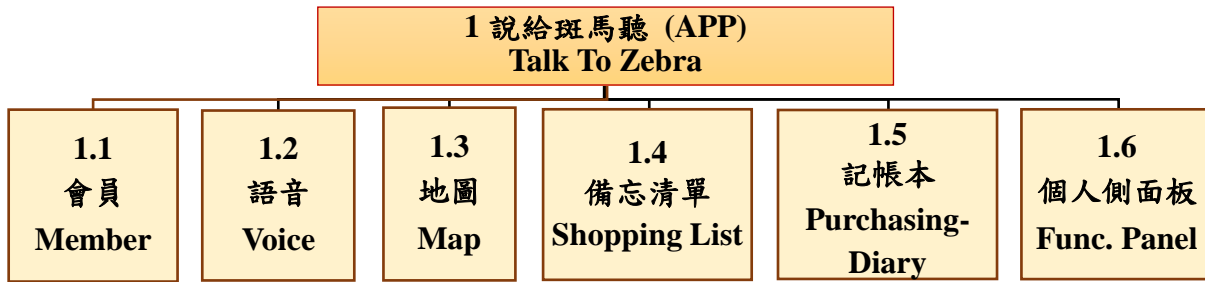 1 說給斑馬聽 (APP)
Talk To Zebra
1.1
會員
Member
1.2
語音
Voice
1.3
地圖
Map
1.4
備忘清單
Shopping List
1.5
記帳本
Purchasing-
Diary
1.6
個人側面板
Func. Panel